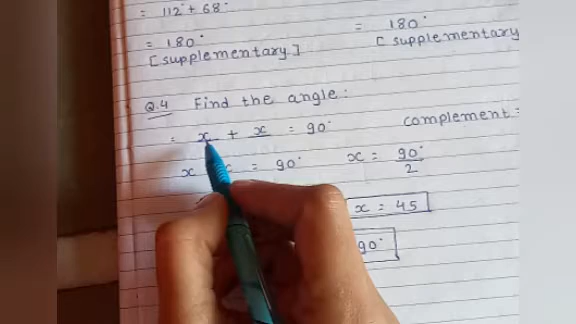 = 112° + 68°
= 180°
[supplementary]
= 180°
[supplementary
Q.4 Find the angle:
= x + x = 90° complement =
x x = 90° x = 90°/2
x = 45
90°